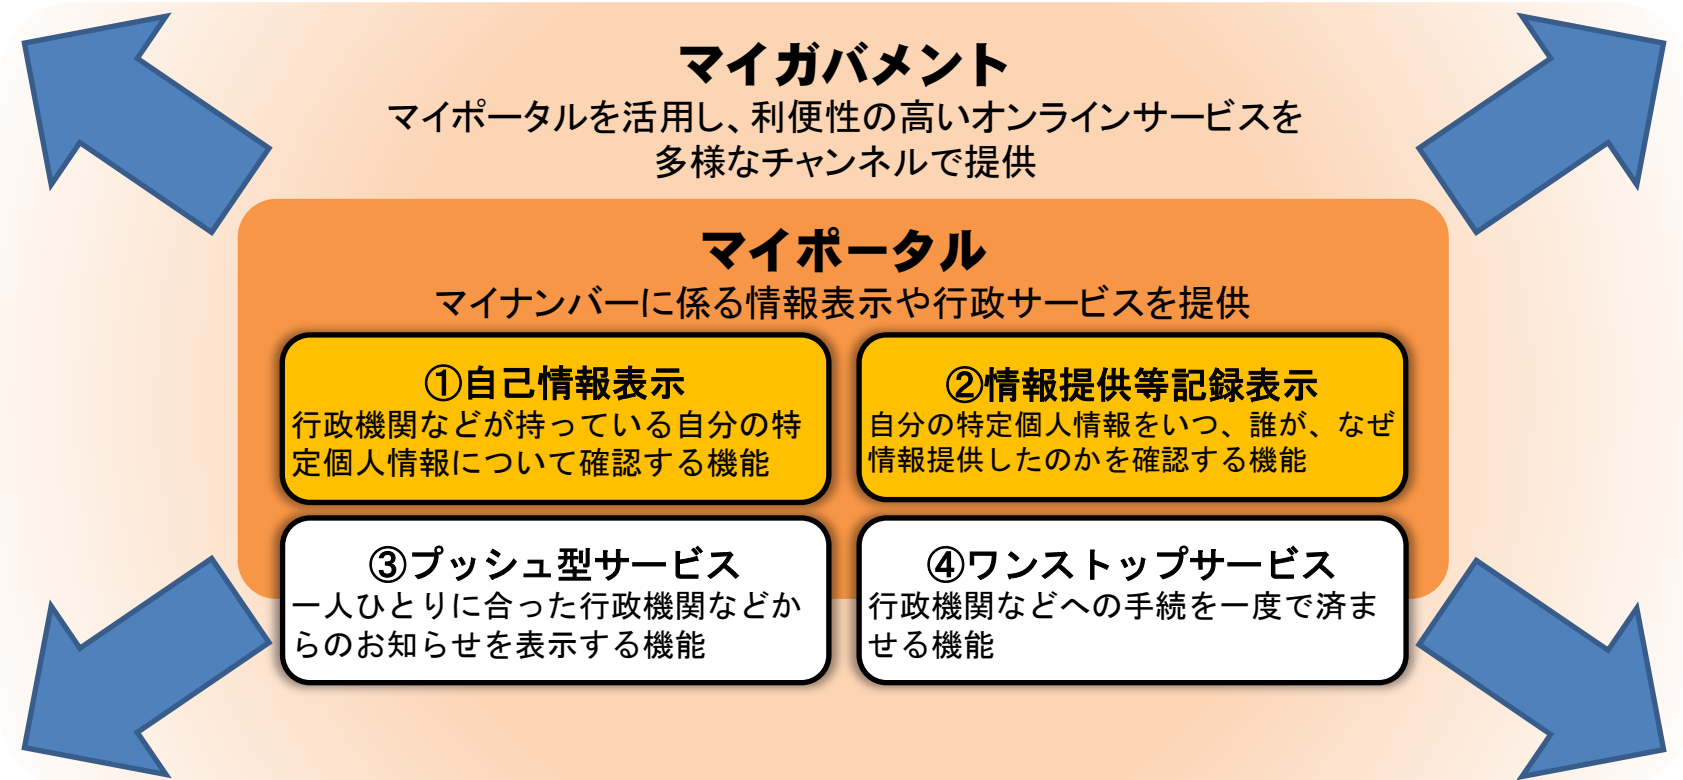 マイガバメント
マイポータルを活用し、利便性の高いオンラインサービスを
多様なチャンネルで提供
マイポータル
マイナンバーに係る情報表示や行政サービスを提供
①自己情報表示
行政機関などが持っている自分の特
定個人情報について確認する機能
②情報提供等記録表示
自分の特定個人情報をいつ、誰が、なぜ
情報提供したのかを確認する機能
③プッシュ型サービス
一人ひとりに合った行政機関などか
らのお知らせを表示する機能
④ワンストップサービス
行政機関などへの手続を一度で済ま
せる機能